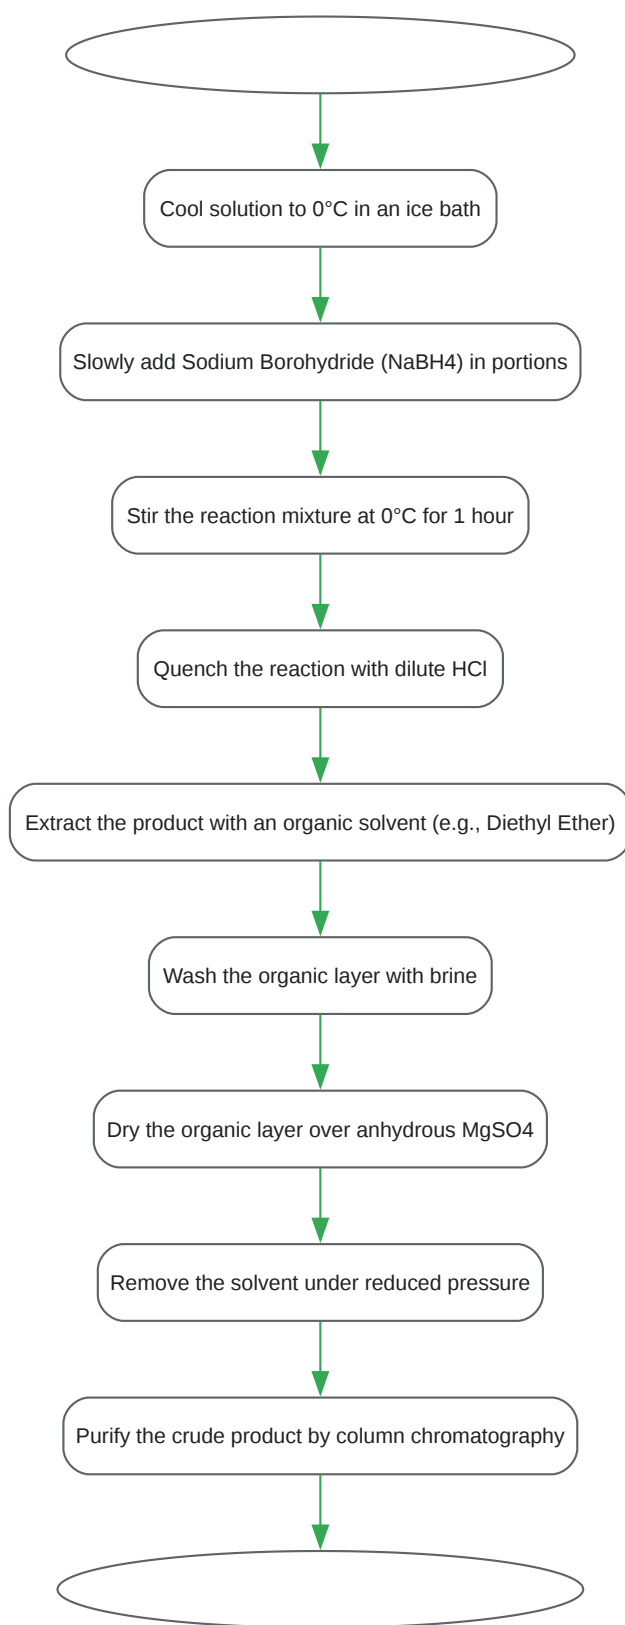 Cool solution to 0°C in an ice bath
Slowly add Sodium Borohydride (NaBH4) in portions
Stir the reaction mixture at 0°C for 1 hour
Quench the reaction with dilute HCl
Extract the product with an organic solvent (e.g., Diethyl Ether)
Wash the organic layer with brine
Dry the organic layer over anhydrous MgSO4
Remove the solvent under reduced pressure
Purify the crude product by column chromatography